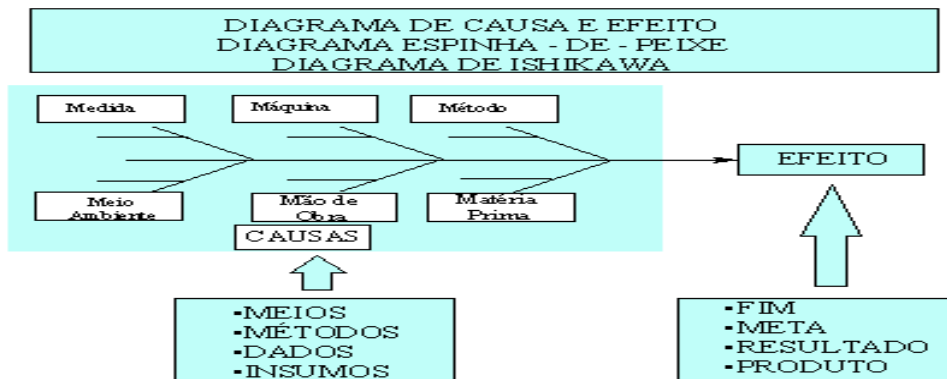 DIAGRAMA DE CAUSA E EFEITO
DIAGRAMA ESPINHA - DE - PEIXE
DIAGRAMA DE ISHIKAWA
Medida
Máquina
Método
EFEITO
Meio
Ambiente
Mão de
Obra
Matéria
Prima
CAUSAS
▪MEIOS
▪MÉTODOS
▪DADOS
▪INSUMOS
▪FIM
▪META
▪RESULTADO
▪PRODUTO